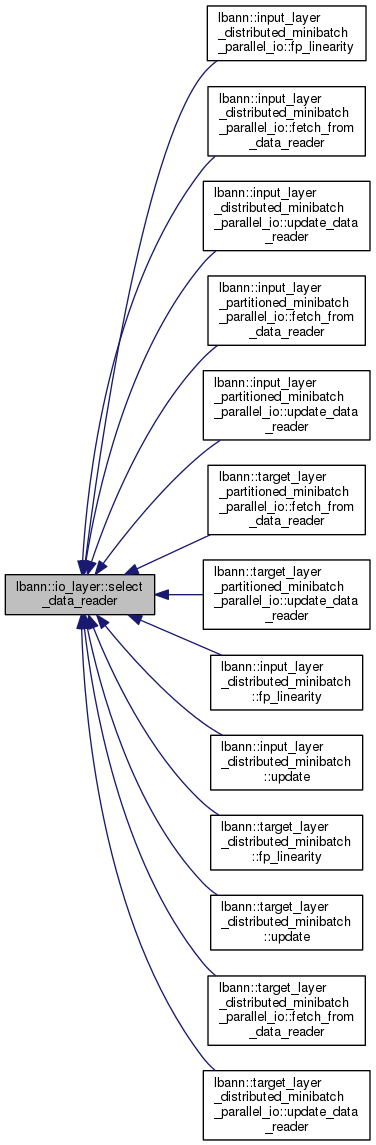 lbann::input_layer
_distributed_minibatch
_parallel_io::fp_linearity
lbann::input_layer
_distributed_minibatch
_parallel_io::fetch_from
_data_reader
lbann::input_layer
_distributed_minibatch
_parallel_io::update_data
_reader
lbann::input_layer
_partitioned_minibatch
_parallel_io::fetch_from
_data_reader
lbann::input_layer
_partitioned_minibatch
_parallel_io::update_data
_reader
lbann::target_layer
_partitioned_minibatch
_parallel_io::fetch_from
_data_reader
lbann::io_layer::select
_data_reader
lbann::target_layer
_partitioned_minibatch
_parallel_io::update_data
_reader
lbann::input_layer
_distributed_minibatch
::fp_linearity
lbann::input_layer
_distributed_minibatch
::update
lbann::target_layer
_distributed_minibatch
::fp_linearity
lbann::target_layer
_distributed_minibatch
::update
lbann::target_layer
_distributed_minibatch
_parallel_io::fetch_from
_data_reader
lbann::target_layer
_distributed_minibatch
_parallel_io::update_data
_reader